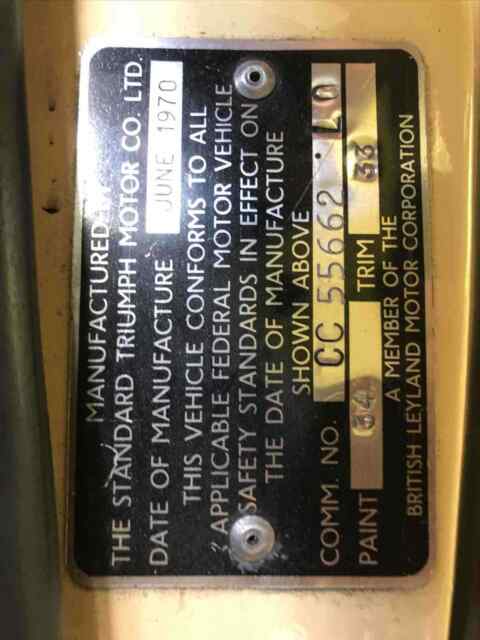 MANUFACTURED BY
THE STANDARD TRIUMPH MOTOR CO. LTD.
DATE OF MANUFACTURE JUNE 1970
THIS VEHICLE CONFORMS TO ALL
APPLICABLE FEDERAL MOTOR VEHICLE
SAFETY STANDARDS IN EFFECT ON
THE DATE OF MANUFACTURE
SHOWN ABOVE
COMM. NO. CC 55662 · LO
PAINT 34 TRIM 33
A MEMBER OF THE
BRITISH LEYLAND MOTOR CORPORATION